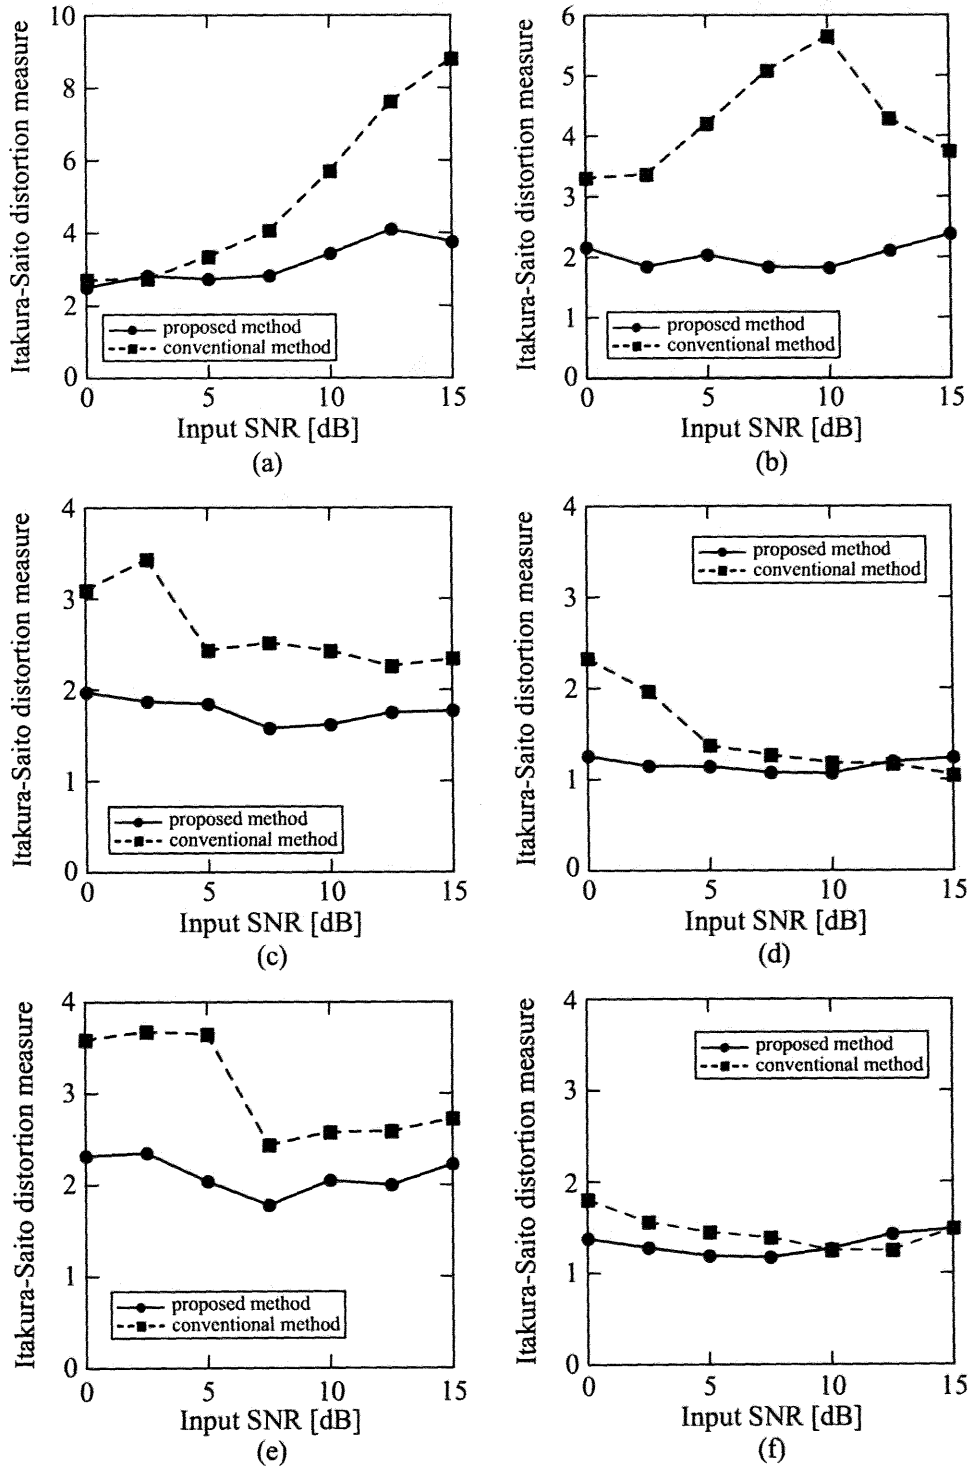 Itakura-Saito distortion measure
10
8
6
4
2
0
proposed method
conventional method
0 5 10 15
Input SNR [dB]
(a)
Itakura-Saito distortion measure
6
5
4
3
2
1
0
proposed method
conventional method
0 5 10 15
Input SNR [dB]
(b)
Itakura-Saito distortion measure
4
3
2
1
0
proposed method
conventional method
0 5 10 15
Input SNR [dB]
(c)
Itakura-Saito distortion measure
4
3
2
1
0
proposed method
conventional method
0 5 10 15
Input SNR [dB]
(d)
Itakura-Saito distortion measure
4
3
2
1
0
proposed method
conventional method
0 5 10 15
Input SNR [dB]
(e)
Itakura-Saito distortion measure
4
3
2
1
0
proposed method
conventional method
0 5 10 15
Input SNR [dB]
(f)